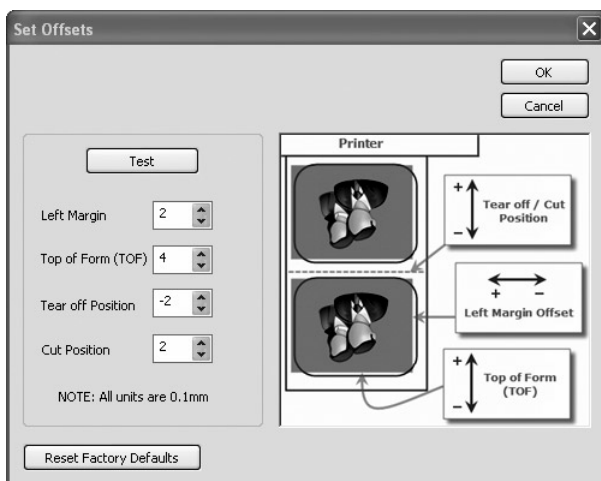 Set Offsets
OK
Cancel
Test
Left Margin 2
Top of Form (TOF) 4
Tear off Position -2
Cut Position 2
NOTE: All units are 0.1mm
Reset Factory Defaults
Printer
+
−
Tear off / Cut
Position
+ −
Left Margin Offset
+
−
Top of Form
(TOF)